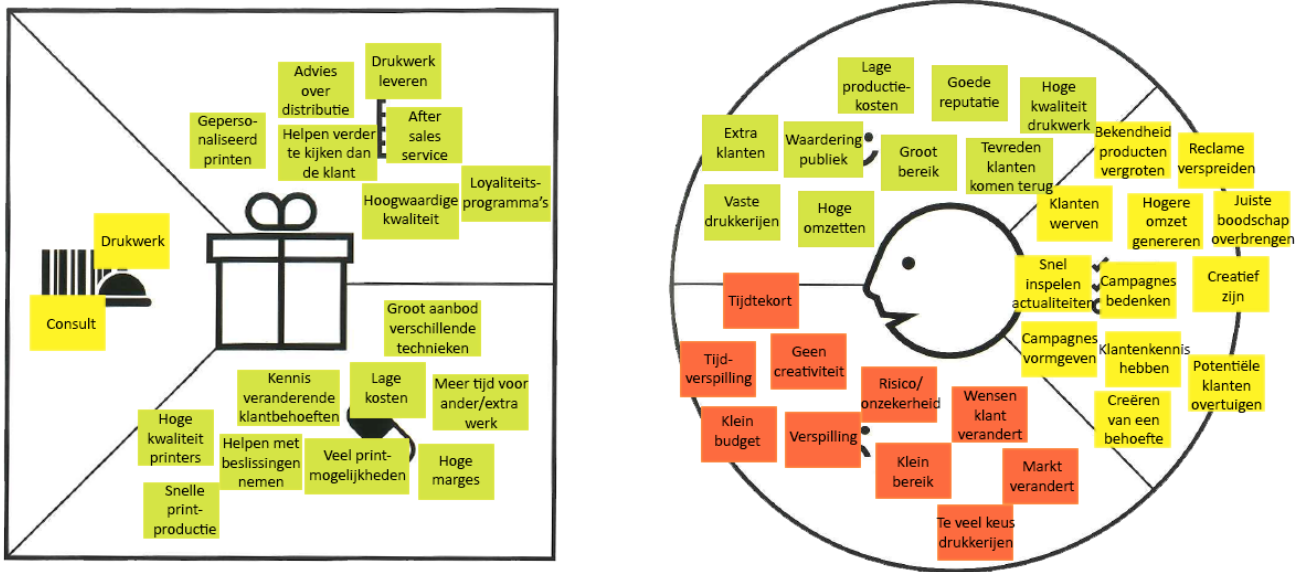 Drukwerk
leveren
Advies
over
distributie
Geperso-
naliseerd
printen
Helpen verder
te kijken dan
de klant
After
sales
service
Hoogwaardige
kwaliteit
Loyaliteits-
programma's
Drukwerk
Consult
Groot aanbod
verschillende
technieken
Kennis
veranderende
klantbehoeften
Lage
kosten
Meer tijd voor
ander/extra
werk
Hoge
kwaliteit
printers
Helpen met
beslissingen
nemen
Veel print-
mogelijkheden
Hoge
marges
Snelle
print-
productie
Lage
productie-
kosten
Goede
reputatie
Hoge
kwaliteit
drukwerk
Extra
klanten
Waardering
publiek
Groot
bereik
Tevreden
klanten
komen terug
Vaste
drukkerijen
Hoge
omzetten
Bekendheid
producten
vergroten
Reclame
verspreiden
Klanten
werven
Hogere
omzet
genereren
Juiste
boodschap
overbrengen
Snel
inspelen
actualiteiten
Campagnes
bedenken
Creatief
zijn
Campagnes
vormgeven
Klantenkennis
hebben
Potentiële
klanten
overtuigen
Creëren
van een
behoefte
Tijdtekort
Tijd-
verspilling
Geen
creativiteit
Risico/
onzekerheid
Wensen
klant
verandert
Klein
budget
Verspilling
Klein
bereik
Markt
verandert
Te veel keus
drukkerijen